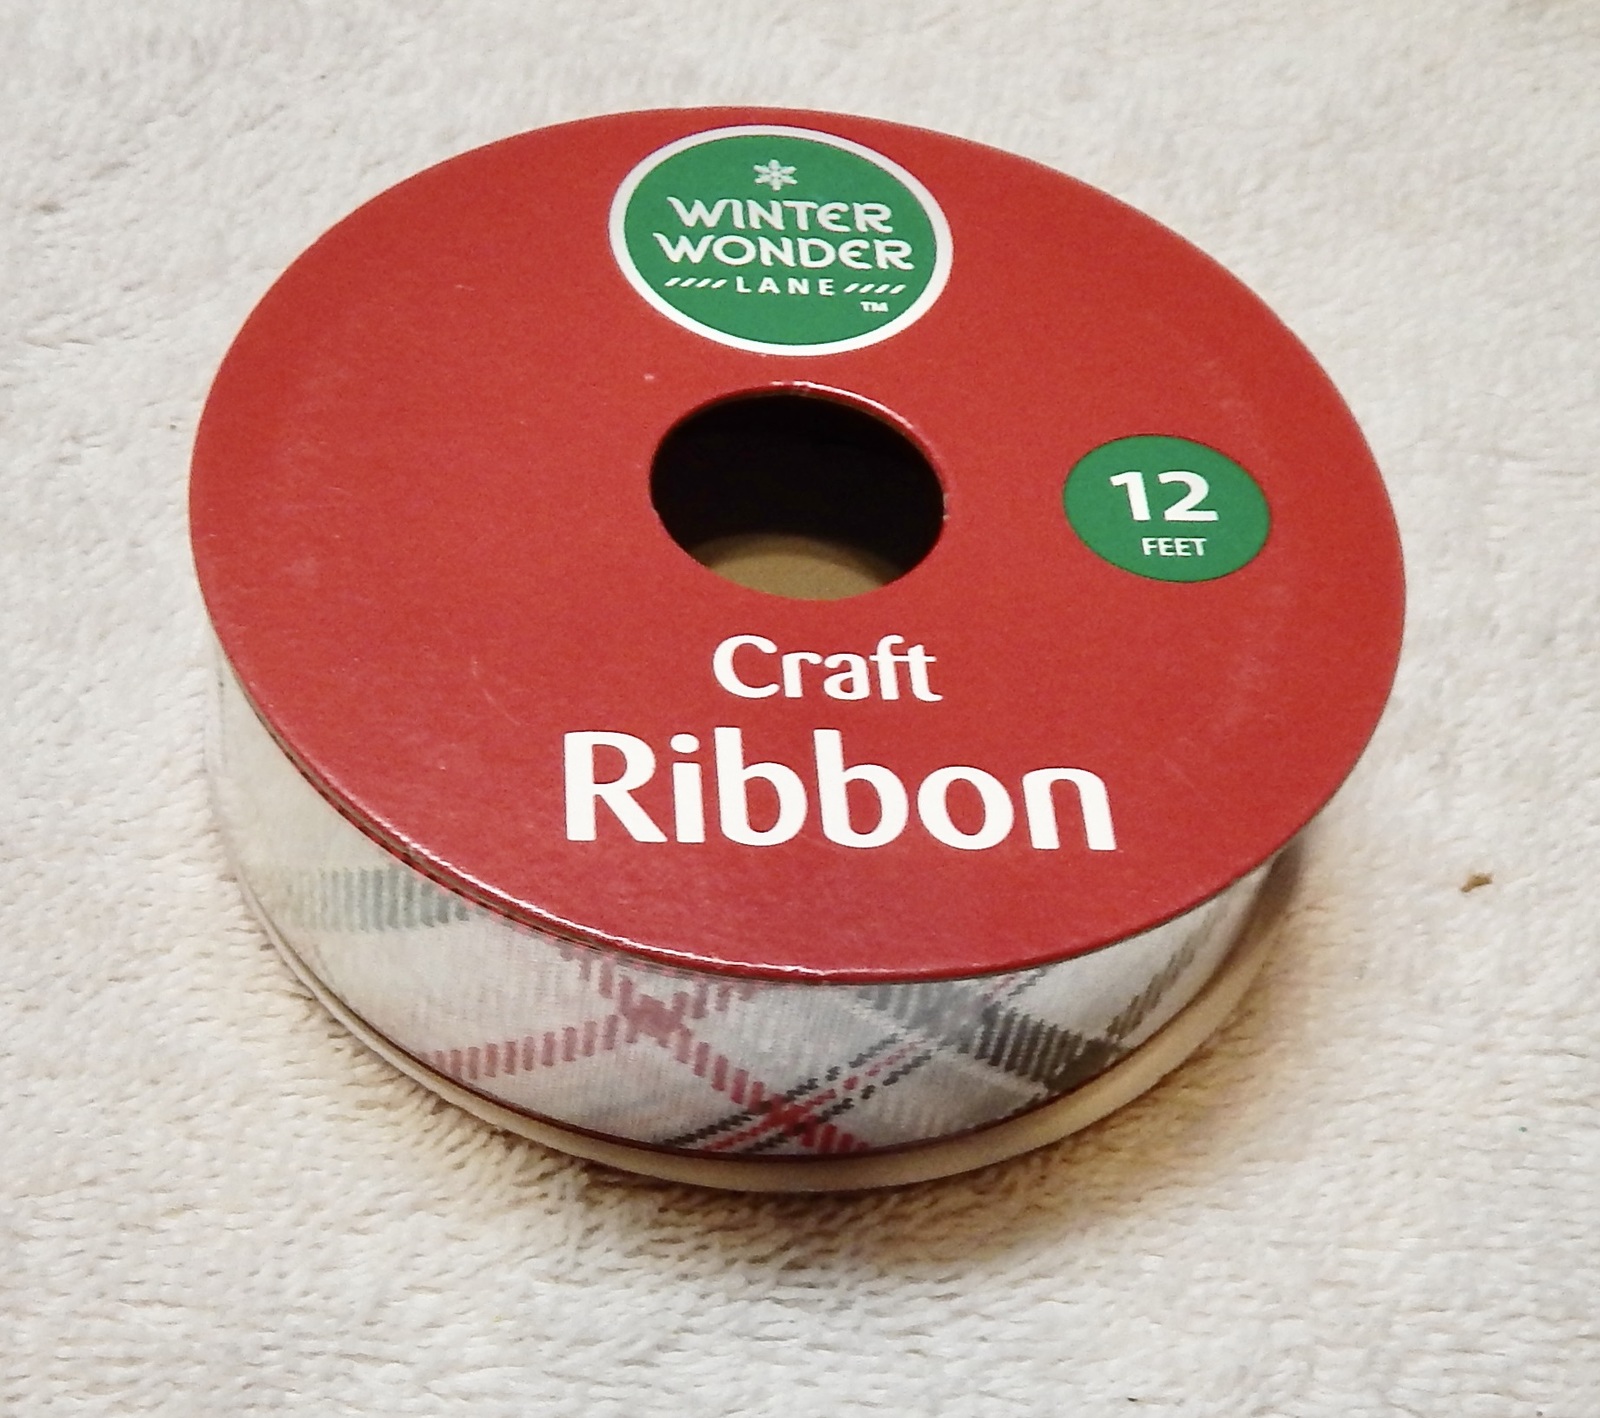 WINTER
WONDER
LANE
TM
12
FEET
Craft
Ribbon